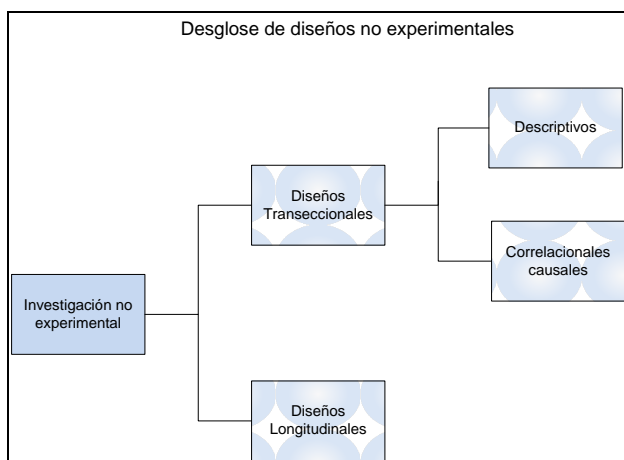 Desglose de diseños no experimentales
Descriptivos
Diseños
Transeccionales
Correlacionales
causales
Investigación no
experimental
Diseños
Longitudinales